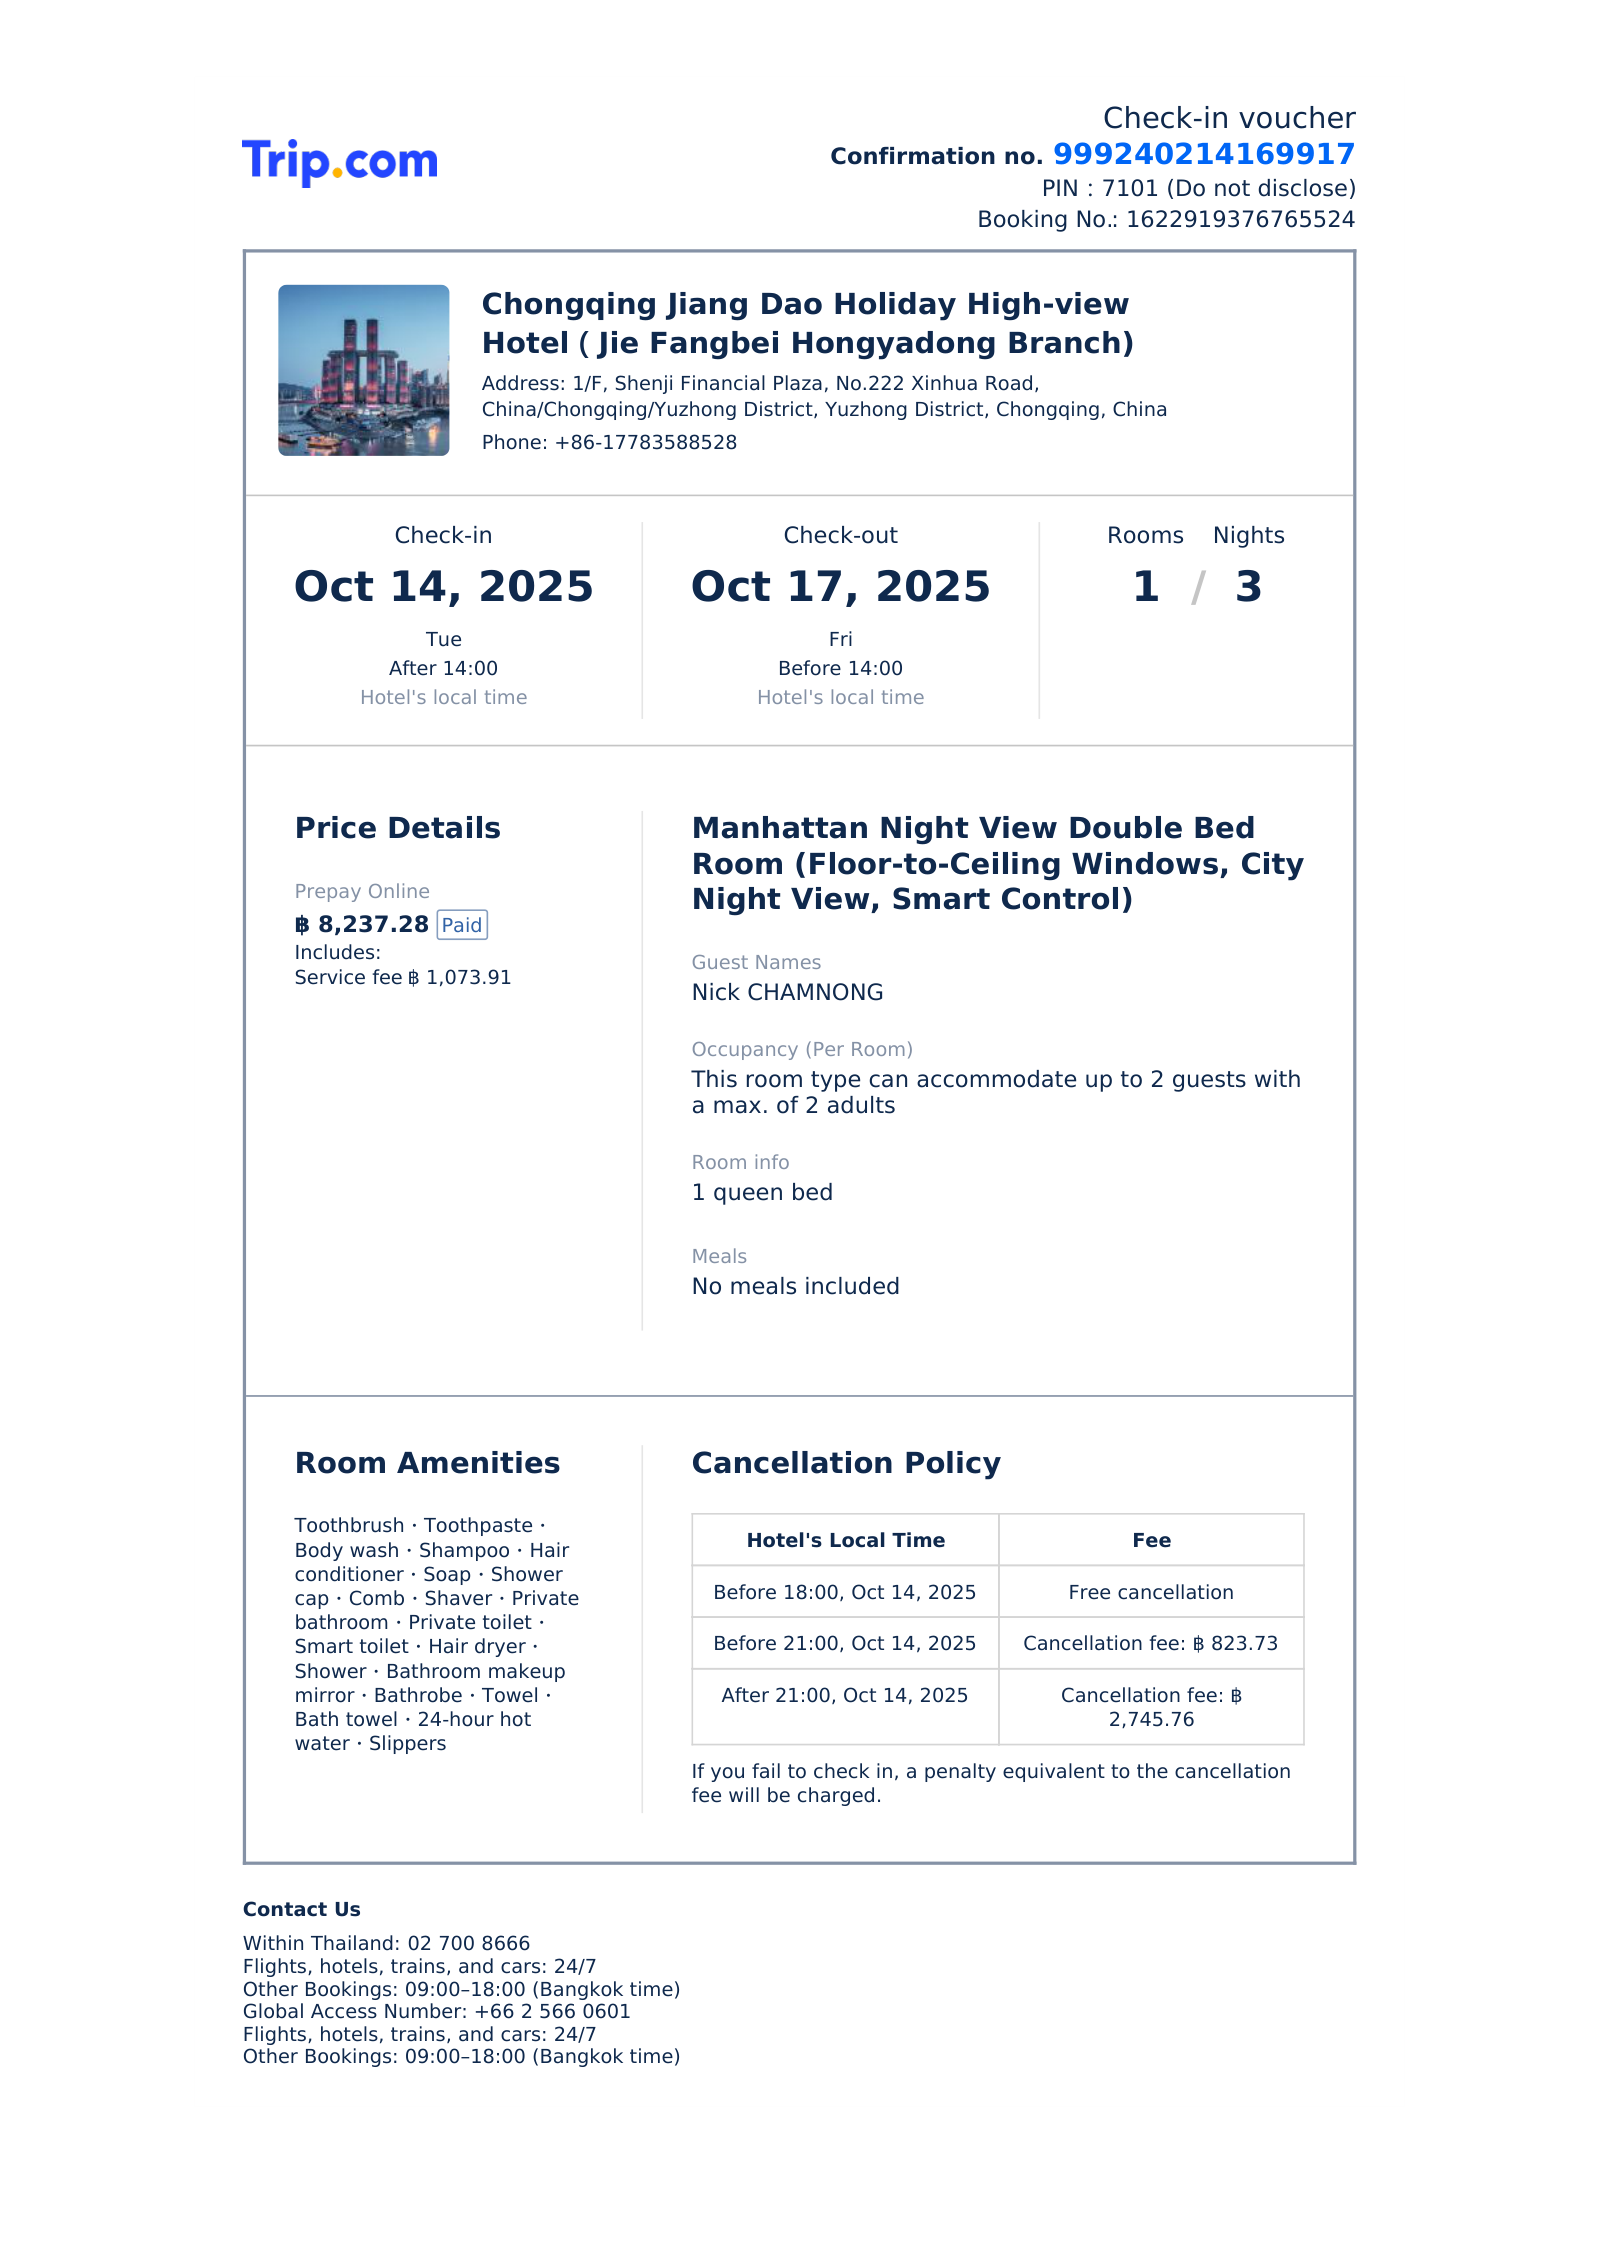 Trip.com
Check-in voucher
Confirmation no. 999240214169917
PIN : 7101 (Do not disclose)
Booking No.: 1622919376765524
Chongqing Jiang Dao Holiday High-view
Hotel ( Jie Fangbei Hongyadong Branch)
Address: 1/F, Shenji Financial Plaza, No.222 Xinhua Road,
China/Chongqing/Yuzhong District, Yuzhong District, Chongqing, China
Phone: +86-17783588528
Check-in
Oct 14, 2025
Tue
After 14:00
Hotel's local time
Check-out
Oct 17, 2025
Fri
Before 14:00
Hotel's local time
Rooms Nights
1 / 3
Price Details
Prepay Online
฿ 8,237.28 Paid
Includes:
Service fee ฿ 1,073.91
Manhattan Night View Double Bed
Room (Floor-to-Ceiling Windows, City
Night View, Smart Control)
Guest Names
Nick CHAMNONG
Occupancy (Per Room)
This room type can accommodate up to 2 guests with
a max. of 2 adults
Room info
1 queen bed
Meals
No meals included
Room Amenities
Toothbrush · Toothpaste ·
Body wash · Shampoo · Hair
conditioner · Soap · Shower
cap · Comb · Shaver · Private
bathroom · Private toilet ·
Smart toilet · Hair dryer ·
Shower · Bathroom makeup
mirror · Bathrobe · Towel ·
Bath towel · 24-hour hot
water · Slippers
Cancellation Policy
Hotel's Local Time Fee
Before 18:00, Oct 14, 2025 Free cancellation
Before 21:00, Oct 14, 2025 Cancellation fee: ฿ 823.73
After 21:00, Oct 14, 2025 Cancellation fee: ฿
2,745.76
If you fail to check in, a penalty equivalent to the cancellation
fee will be charged.
Contact Us
Within Thailand: 02 700 8666
Flights, hotels, trains, and cars: 24/7
Other Bookings: 09:00–18:00 (Bangkok time)
Global Access Number: +66 2 566 0601
Flights, hotels, trains, and cars: 24/7
Other Bookings: 09:00–18:00 (Bangkok time)